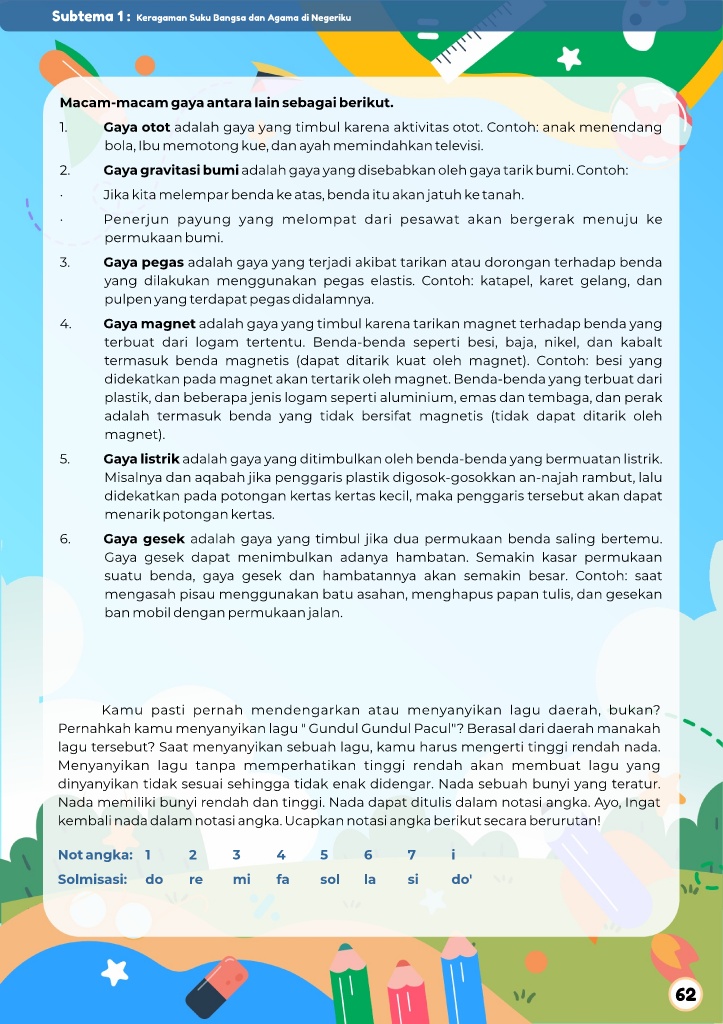 Subtema 1 : Keragaman Suku Bangsa dan Agama di Negeriku
Macam-macam gaya antara lain sebagai berikut.
1. Gaya otot adalah gaya yang timbul karena aktivitas otot. Contoh: anak menendang
bola, Ibu memotong kue, dan ayah memindahkan televisi.
2. Gaya gravitasi bumi adalah gaya yang disebabkan oleh gaya tarik bumi. Contoh:
· Jika kita melempar benda ke atas, benda itu akan jatuh ke tanah.
· Penerjun payung yang melompat dari pesawat akan bergerak menuju ke
permukaan bumi.
3. Gaya pegas adalah gaya yang terjadi akibat tarikan atau dorongan terhadap benda
yang dilakukan menggunakan pegas elastis. Contoh: katapel, karet gelang, dan
pulpen yang terdapat pegas didalamnya.
4. Gaya magnet adalah gaya yang timbul karena tarikan magnet terhadap benda yang
terbuat dari logam tertentu. Benda-benda seperti besi, baja, nikel, dan kabalt
termasuk benda magnetis (dapat ditarik kuat oleh magnet). Contoh: besi yang
didekatkan pada magnet akan tertarik oleh magnet. Benda-benda yang terbuat dari
plastik, dan beberapa jenis logam seperti aluminium, emas dan tembaga, dan perak
adalah termasuk benda yang tidak bersifat magnetis (tidak dapat ditarik oleh
magnet).
5. Gaya listrik adalah gaya yang ditimbulkan oleh benda-benda yang bermuatan listrik.
Misalnya dan aqabah jika penggaris plastik digosok-gosokkan an-najah rambut, lalu
didekatkan pada potongan kertas kertas kecil, maka penggaris tersebut akan dapat
menarik potongan kertas.
6. Gaya gesek adalah gaya yang timbul jika dua permukaan benda saling bertemu.
Gaya gesek dapat menimbulkan adanya hambatan. Semakin kasar permukaan
suatu benda, gaya gesek dan hambatannya akan semakin besar. Contoh: saat
mengasah pisau menggunakan batu asahan, menghapus papan tulis, dan gesekan
ban mobil dengan permukaan jalan.
Kamu pasti pernah mendengarkan atau menyanyikan lagu daerah, bukan?
Pernahkah kamu menyanyikan lagu " Gundul Gundul Pacul"? Berasal dari daerah manakah
lagu tersebut? Saat menyanyikan sebuah lagu, kamu harus mengerti tinggi rendah nada.
Menyanyikan lagu tanpa memperhatikan tinggi rendah akan membuat lagu yang
dinyanyikan tidak sesuai sehingga tidak enak didengar. Nada sebuah bunyi yang teratur.
Nada memiliki bunyi rendah dan tinggi. Nada dapat ditulis dalam notasi angka. Ayo, Ingat
kembali nada dalam notasi angka. Ucapkan notasi angka berikut secara berurutan!
Not angka: 1 2 3 4 5 6 7 i
Solmisasi: do re mi fa sol la si do'
62